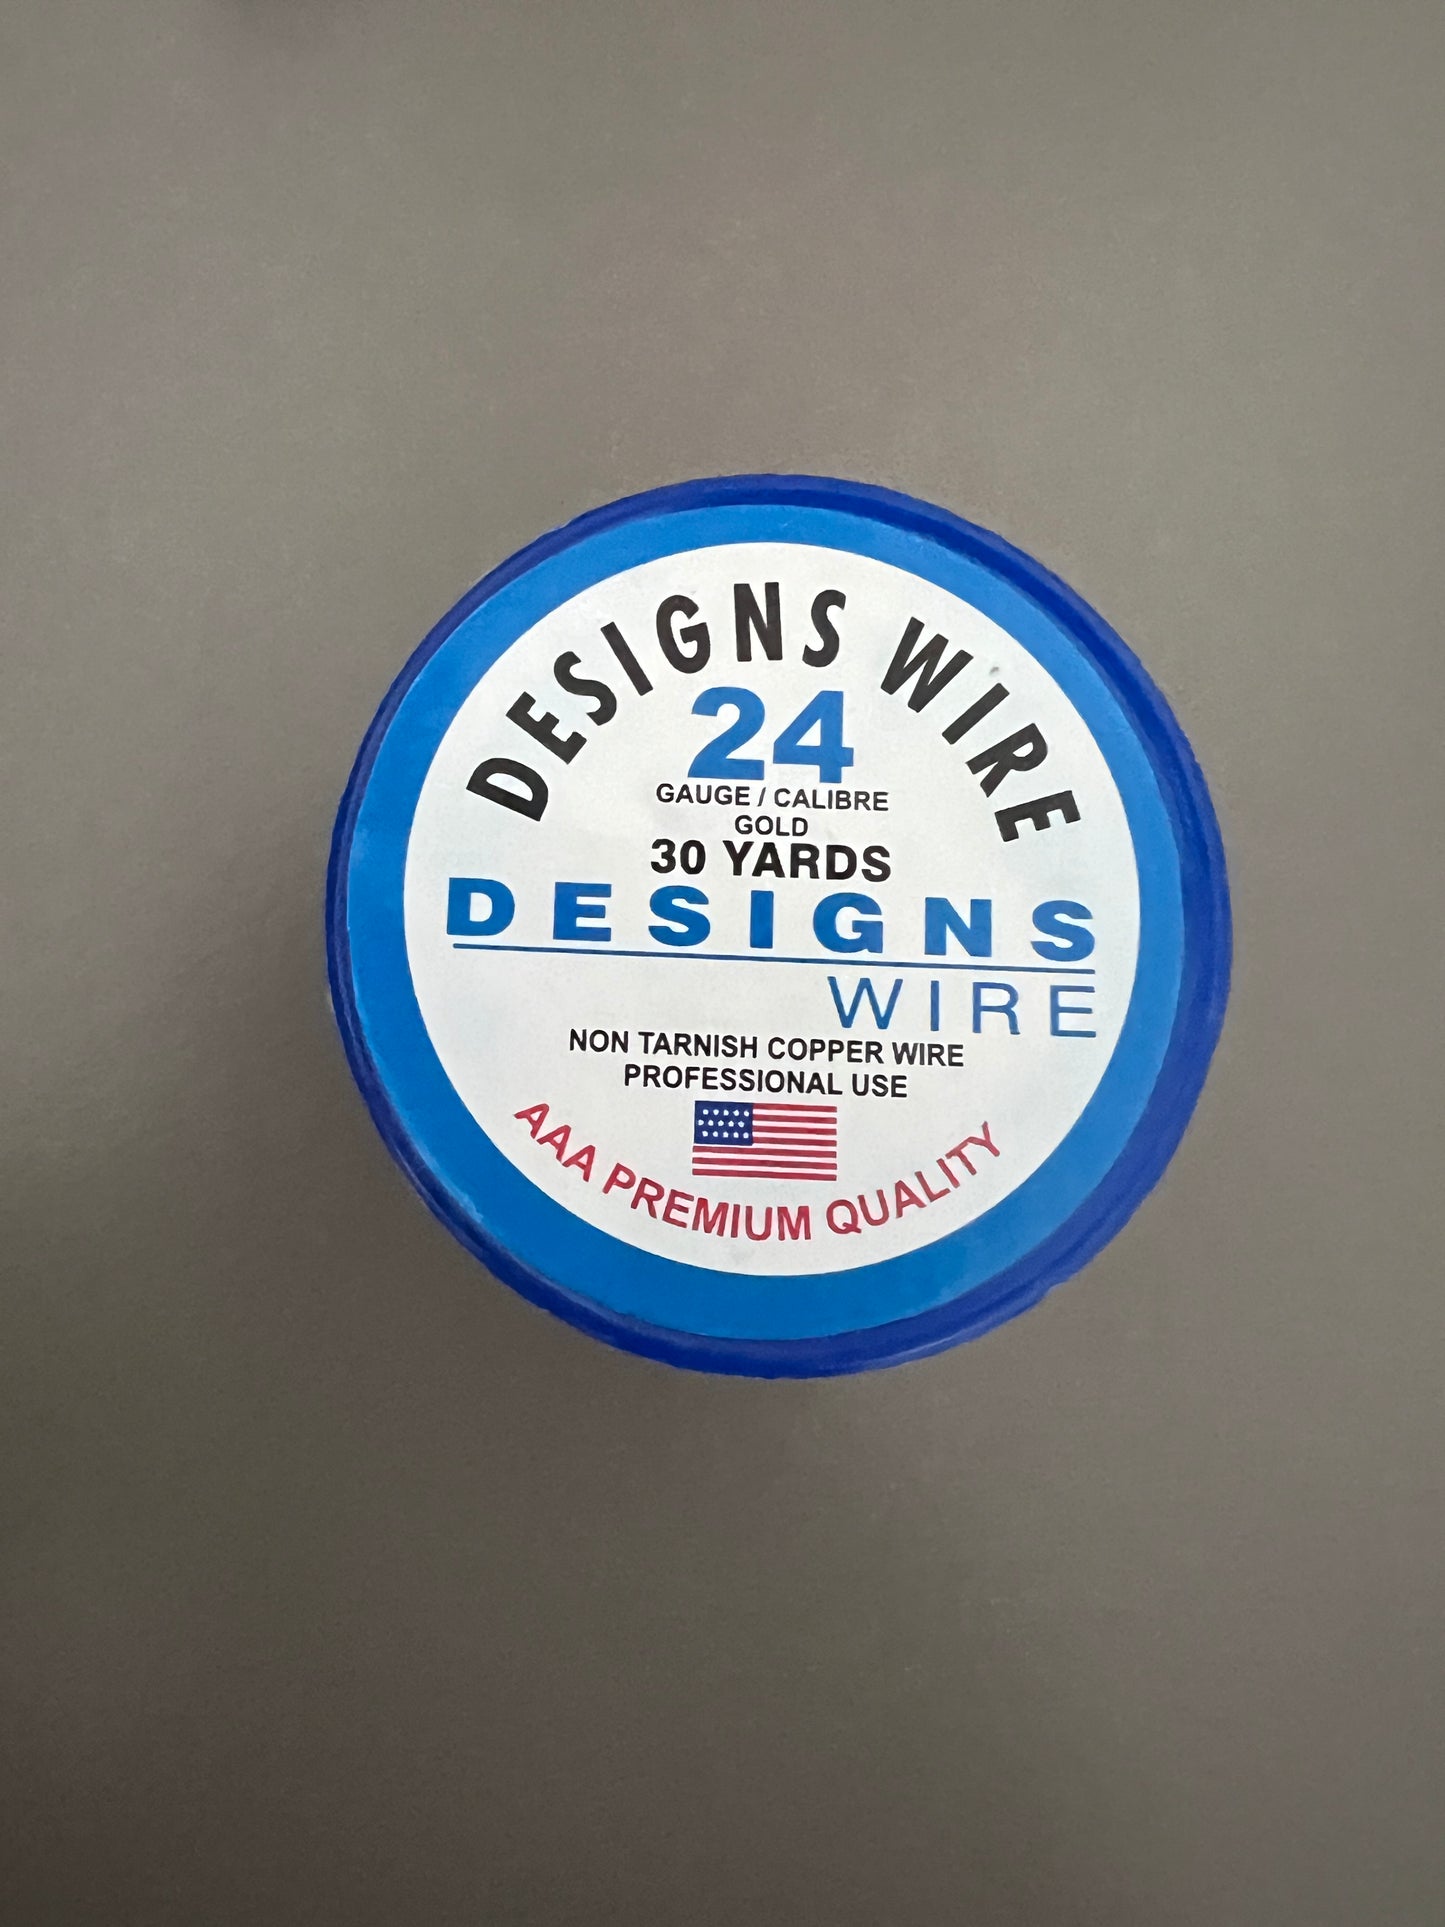 DESIGNS WIRE
24
GAUGE / CALIBRE
GOLD
30 YARDS
DESIGNS
WIRE
NON TARNISH COPPER WIRE
PROFESSIONAL USE
AAA PREMIUM QUALITY